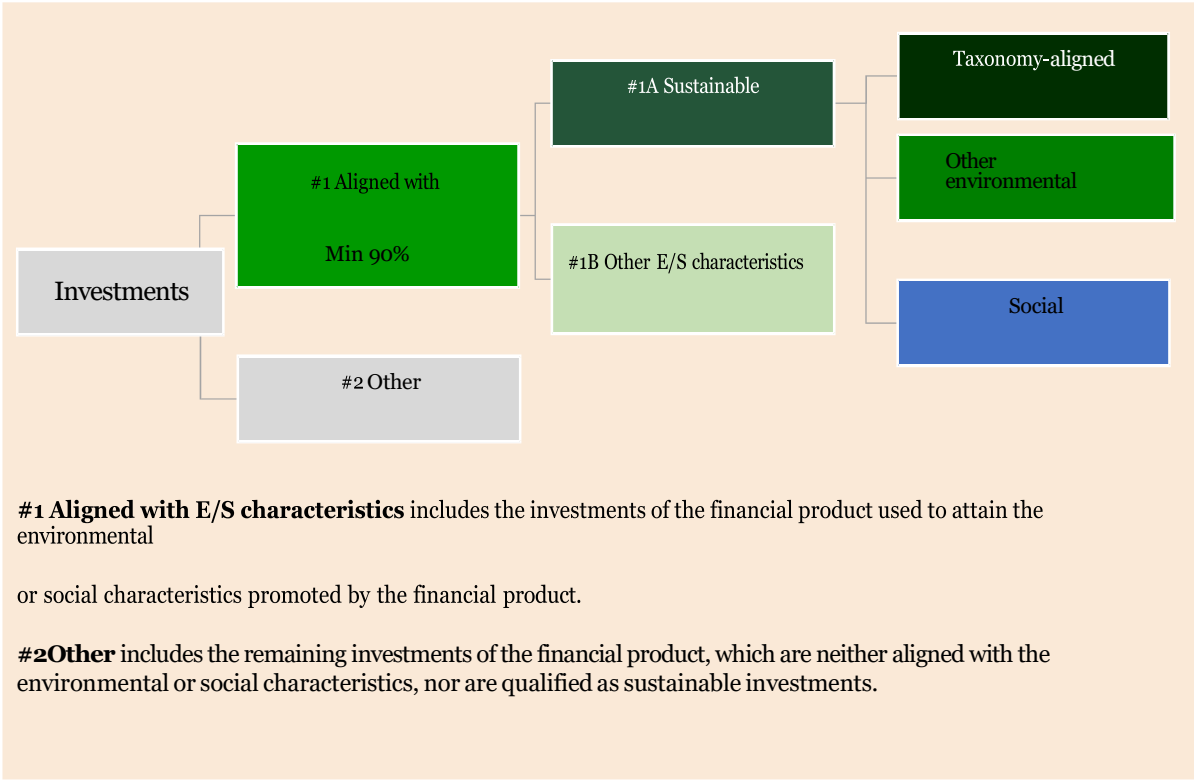 Taxonomy-aligned
#1A Sustainable
Other
environmental
#1 Aligned with
Min 90%
#1B Other E/S characteristics
Investments
Social
#2 Other
#1 Aligned with E/S characteristics includes the investments of the financial product used to attain the
environmental
or social characteristics promoted by the financial product.
#2Other includes the remaining investments of the financial product, which are neither aligned with the
environmental or social characteristics, nor are qualified as sustainable investments.